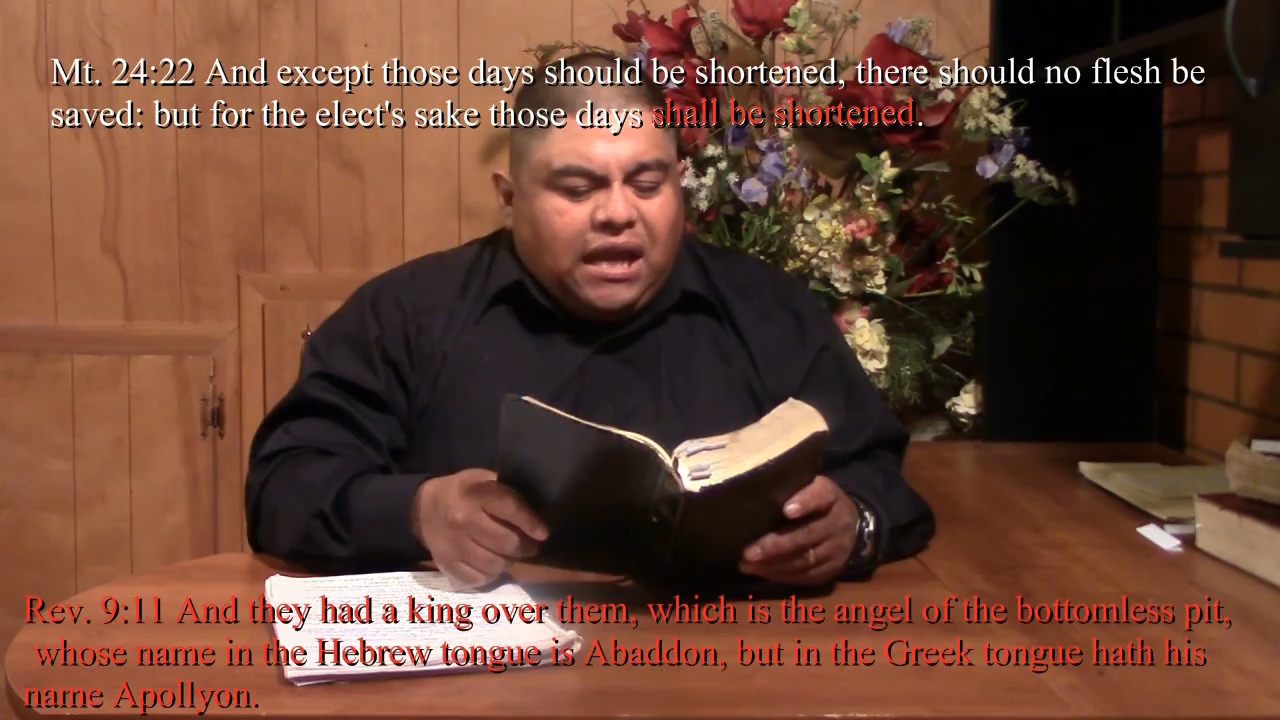 Mt. 24:22 And except those days should be shortened, there should no flesh be
saved: but for the elect's sake those days shall be shortened.
Rev. 9:11 And they had a king over them, which is the angel of the bottomless pit,
whose name in the Hebrew tongue is Abaddon, but in the Greek tongue hath his
name Apollyon.